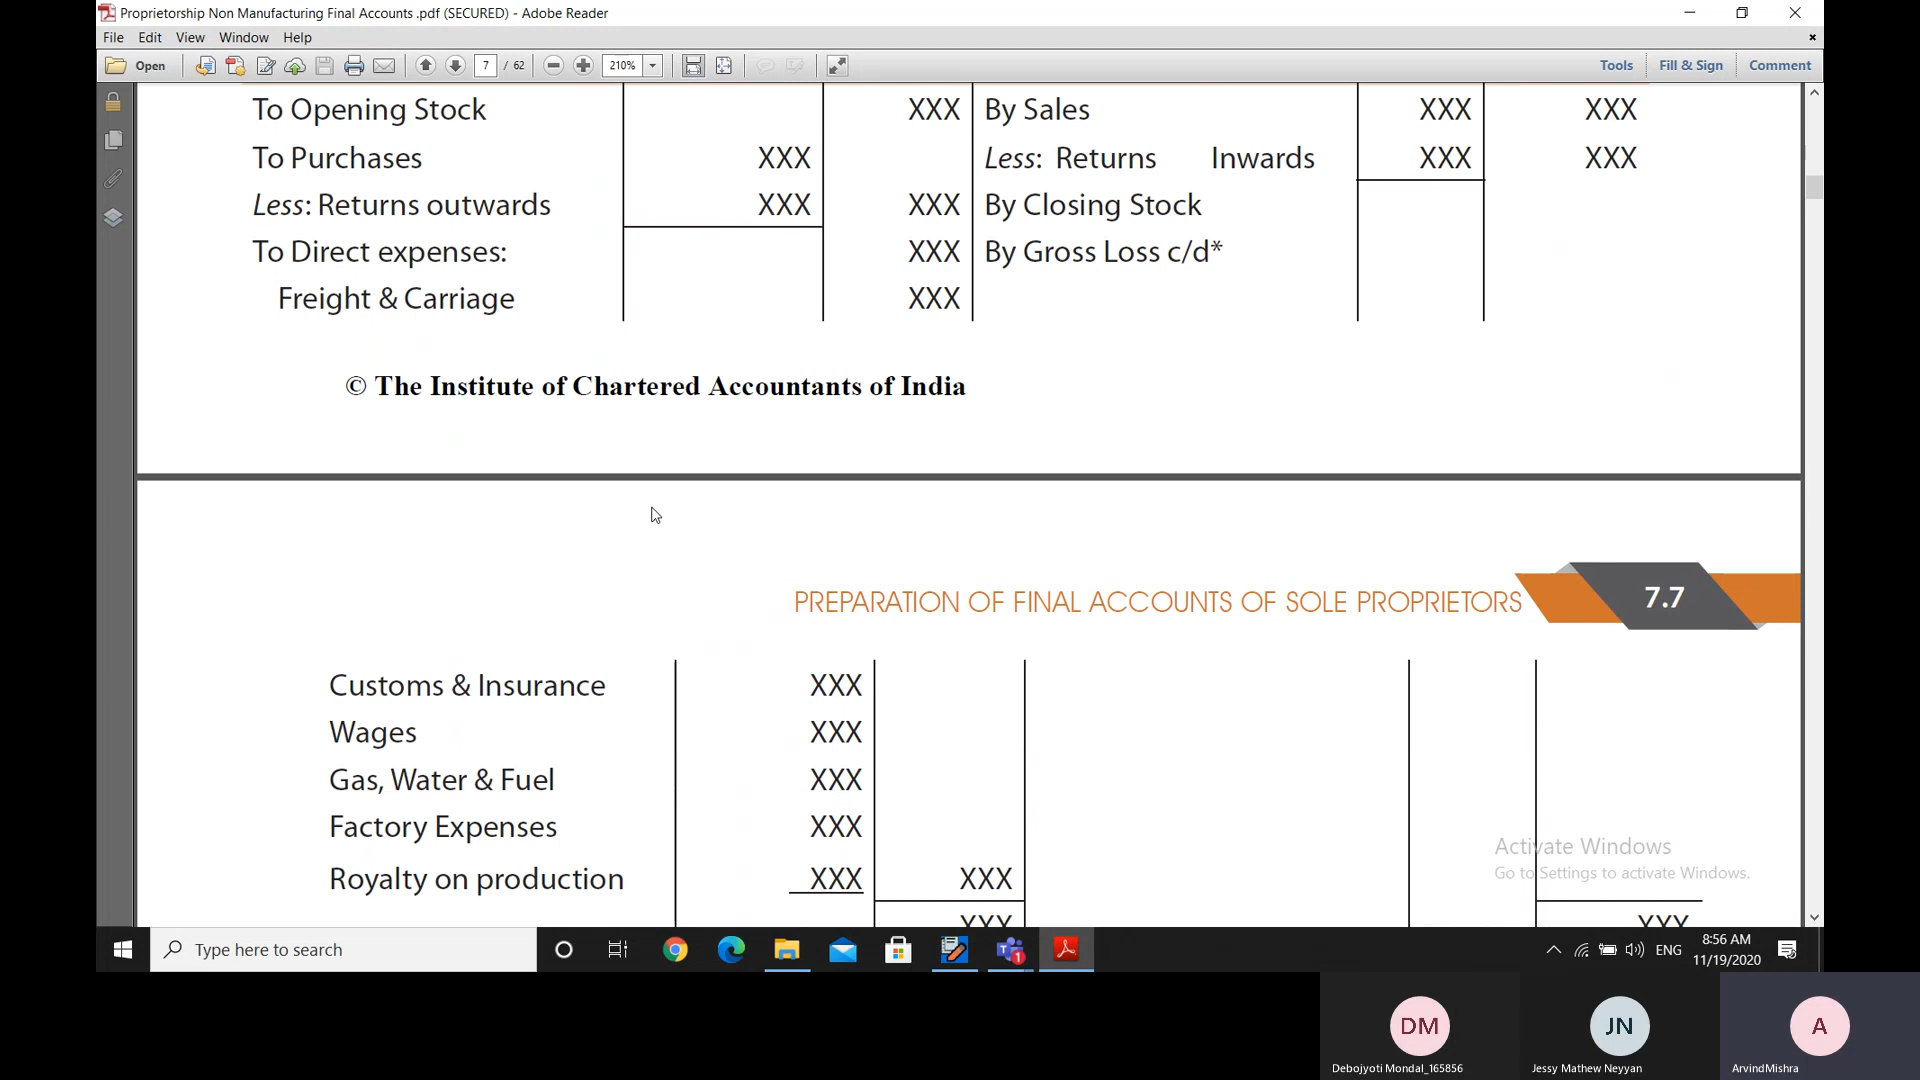 Proprietorship Non Manufacturing Final Accounts .pdf (SECURED) - Adobe Reader
File Edit View Window Help
Open 7 / 62 210% Tools Fill & Sign Comment
To Opening Stock XXX By Sales XXX XXX
To Purchases XXX Less: Returns Inwards XXX XXX
Less: Returns outwards XXX XXX By Closing Stock
To Direct expenses: XXX By Gross Loss c/d*
Freight & Carriage XXX
© The Institute of Chartered Accountants of India
PREPARATION OF FINAL ACCOUNTS OF SOLE PROPRIETORS 7.7
Customs & Insurance XXX
Wages XXX
Gas, Water & Fuel XXX
Factory Expenses XXX
Activate Windows
Go to Settings to activate Windows.
Royalty on production XXX XXX
XXX XXX
Type here to search 1 ENG 8:56 AM
11/19/2020
DM JN A
Debojyoti Mondal_165856 Jessy Mathew Neyyan ArvindMishra